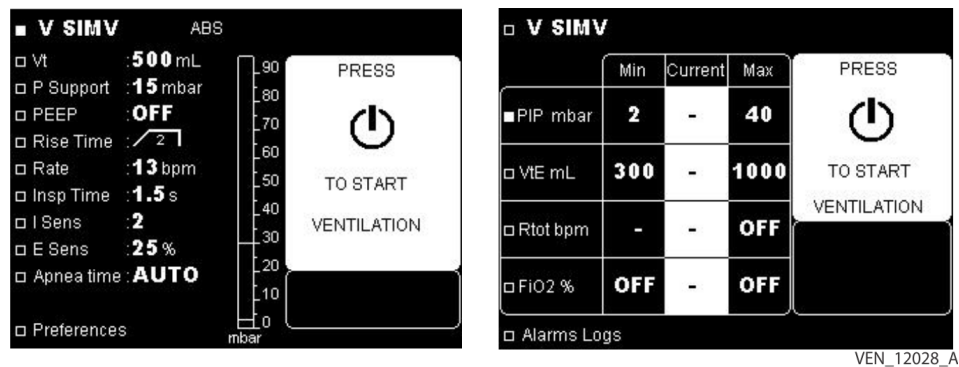 V SIMV ABS
Vt :500 mL
P Support :15 mbar
PEEP :OFF
Rise Time : 2
Rate :13 bpm
Insp Time :1.5 s
I Sens :2
E Sens :25 %
Apnea time :AUTO
Preferences
90
80
70
60
50
40
30
20
10
0
mbar
PRESS
TO START
VENTILATION
V SIMV
Min Current Max
PIP mbar 2 - 40
VtE mL 300 - 1000
Rtot bpm - OFF
FiO2 % OFF - OFF
Alarms Logs
PRESS
TO START
VENTILATION
VEN_12028_A